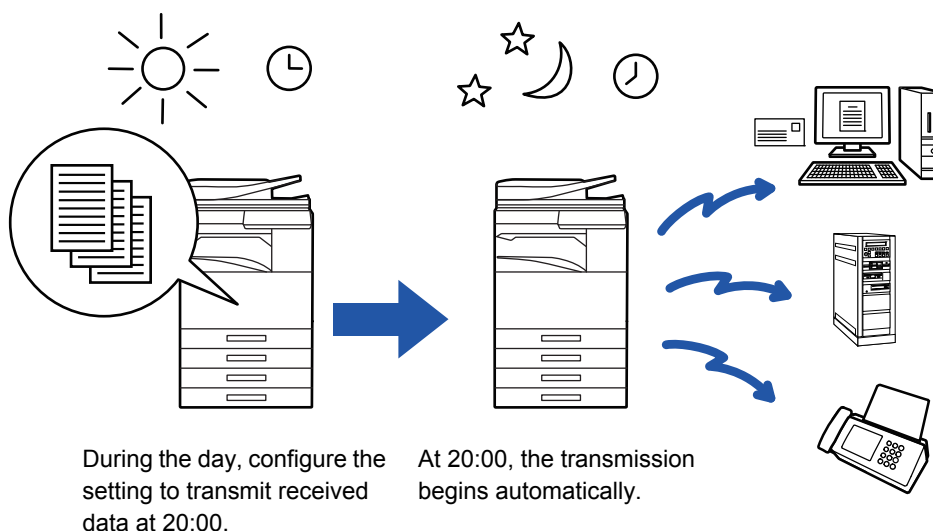 During the day, configure the
setting to transmit received
data at 20:00.
At 20:00, the transmission
begins automatically.